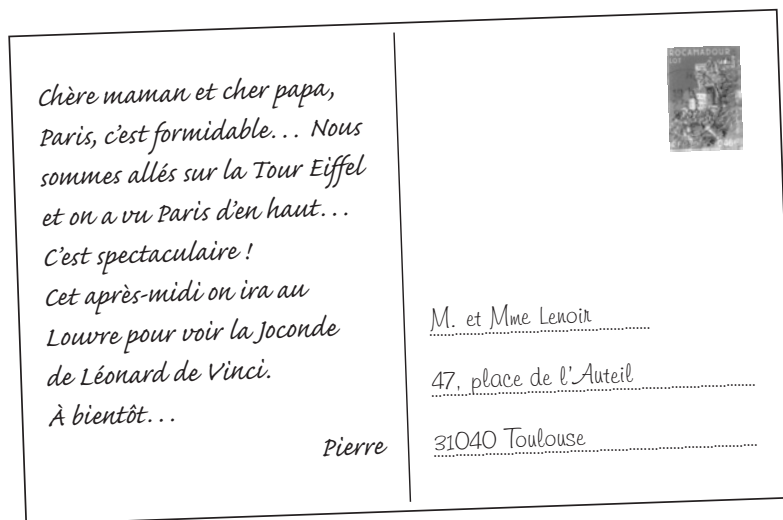 Chère maman et cher papa,
Paris, c'est formidable... Nous
sommes allés sur la Tour Eiffel
et on a vu Paris d'en haut...
C'est spectaculaire !
Cet après-midi on ira au
Louvre pour voir la Joconde
de Léonard de Vinci.
À bientôt...
Pierre
ROCAMADOUR
LOT
M. et Mme Lenoir
47, place de l'Auteil
31040 Toulouse